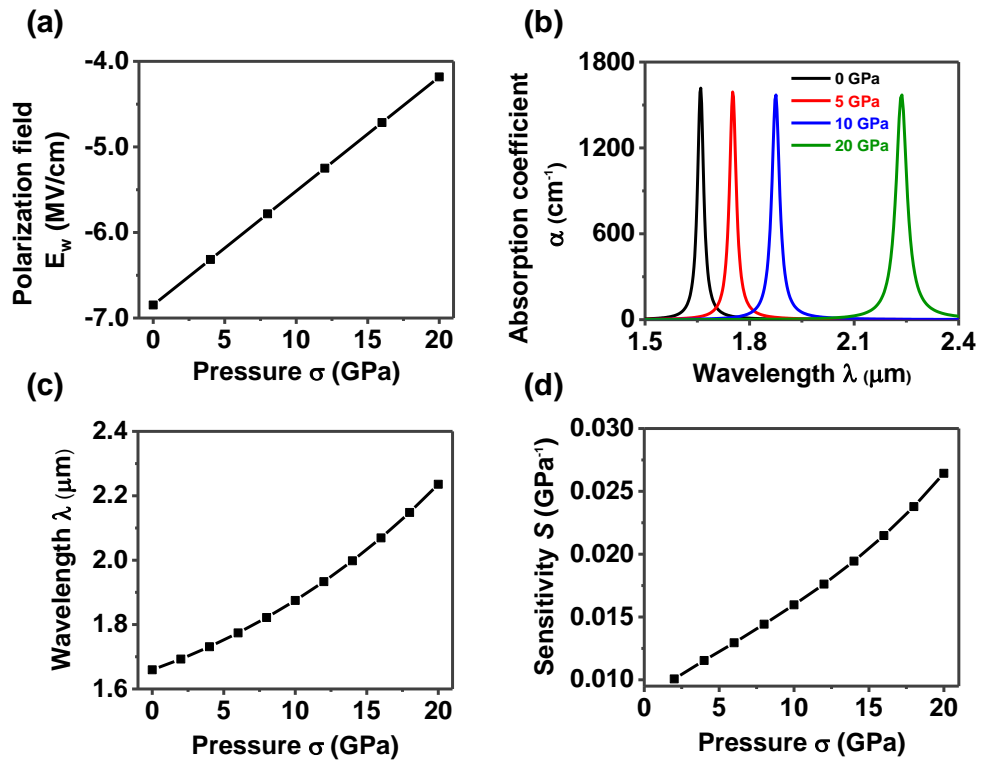 (a)
Polarization field
E_w (MV/cm)
-4.0
-5.0
-6.0
-7.0
0 5 10 15 20
Pressure σ (GPa)
(b)
Absorption coefficient
α (cm⁻¹)
1800
1200
600
0
0 GPa
5 GPa
10 GPa
20 GPa
1.5 1.8 2.1 2.4
Wavelength λ (μm)
(c)
Wavelength λ (μm)
2.4
2.2
2.0
1.8
1.6
0 5 10 15 20
Pressure σ (GPa)
(d)
Sensitivity S (GPa⁻¹)
0.030
0.025
0.020
0.015
0.010
0 5 10 15 20
Pressure σ (GPa)